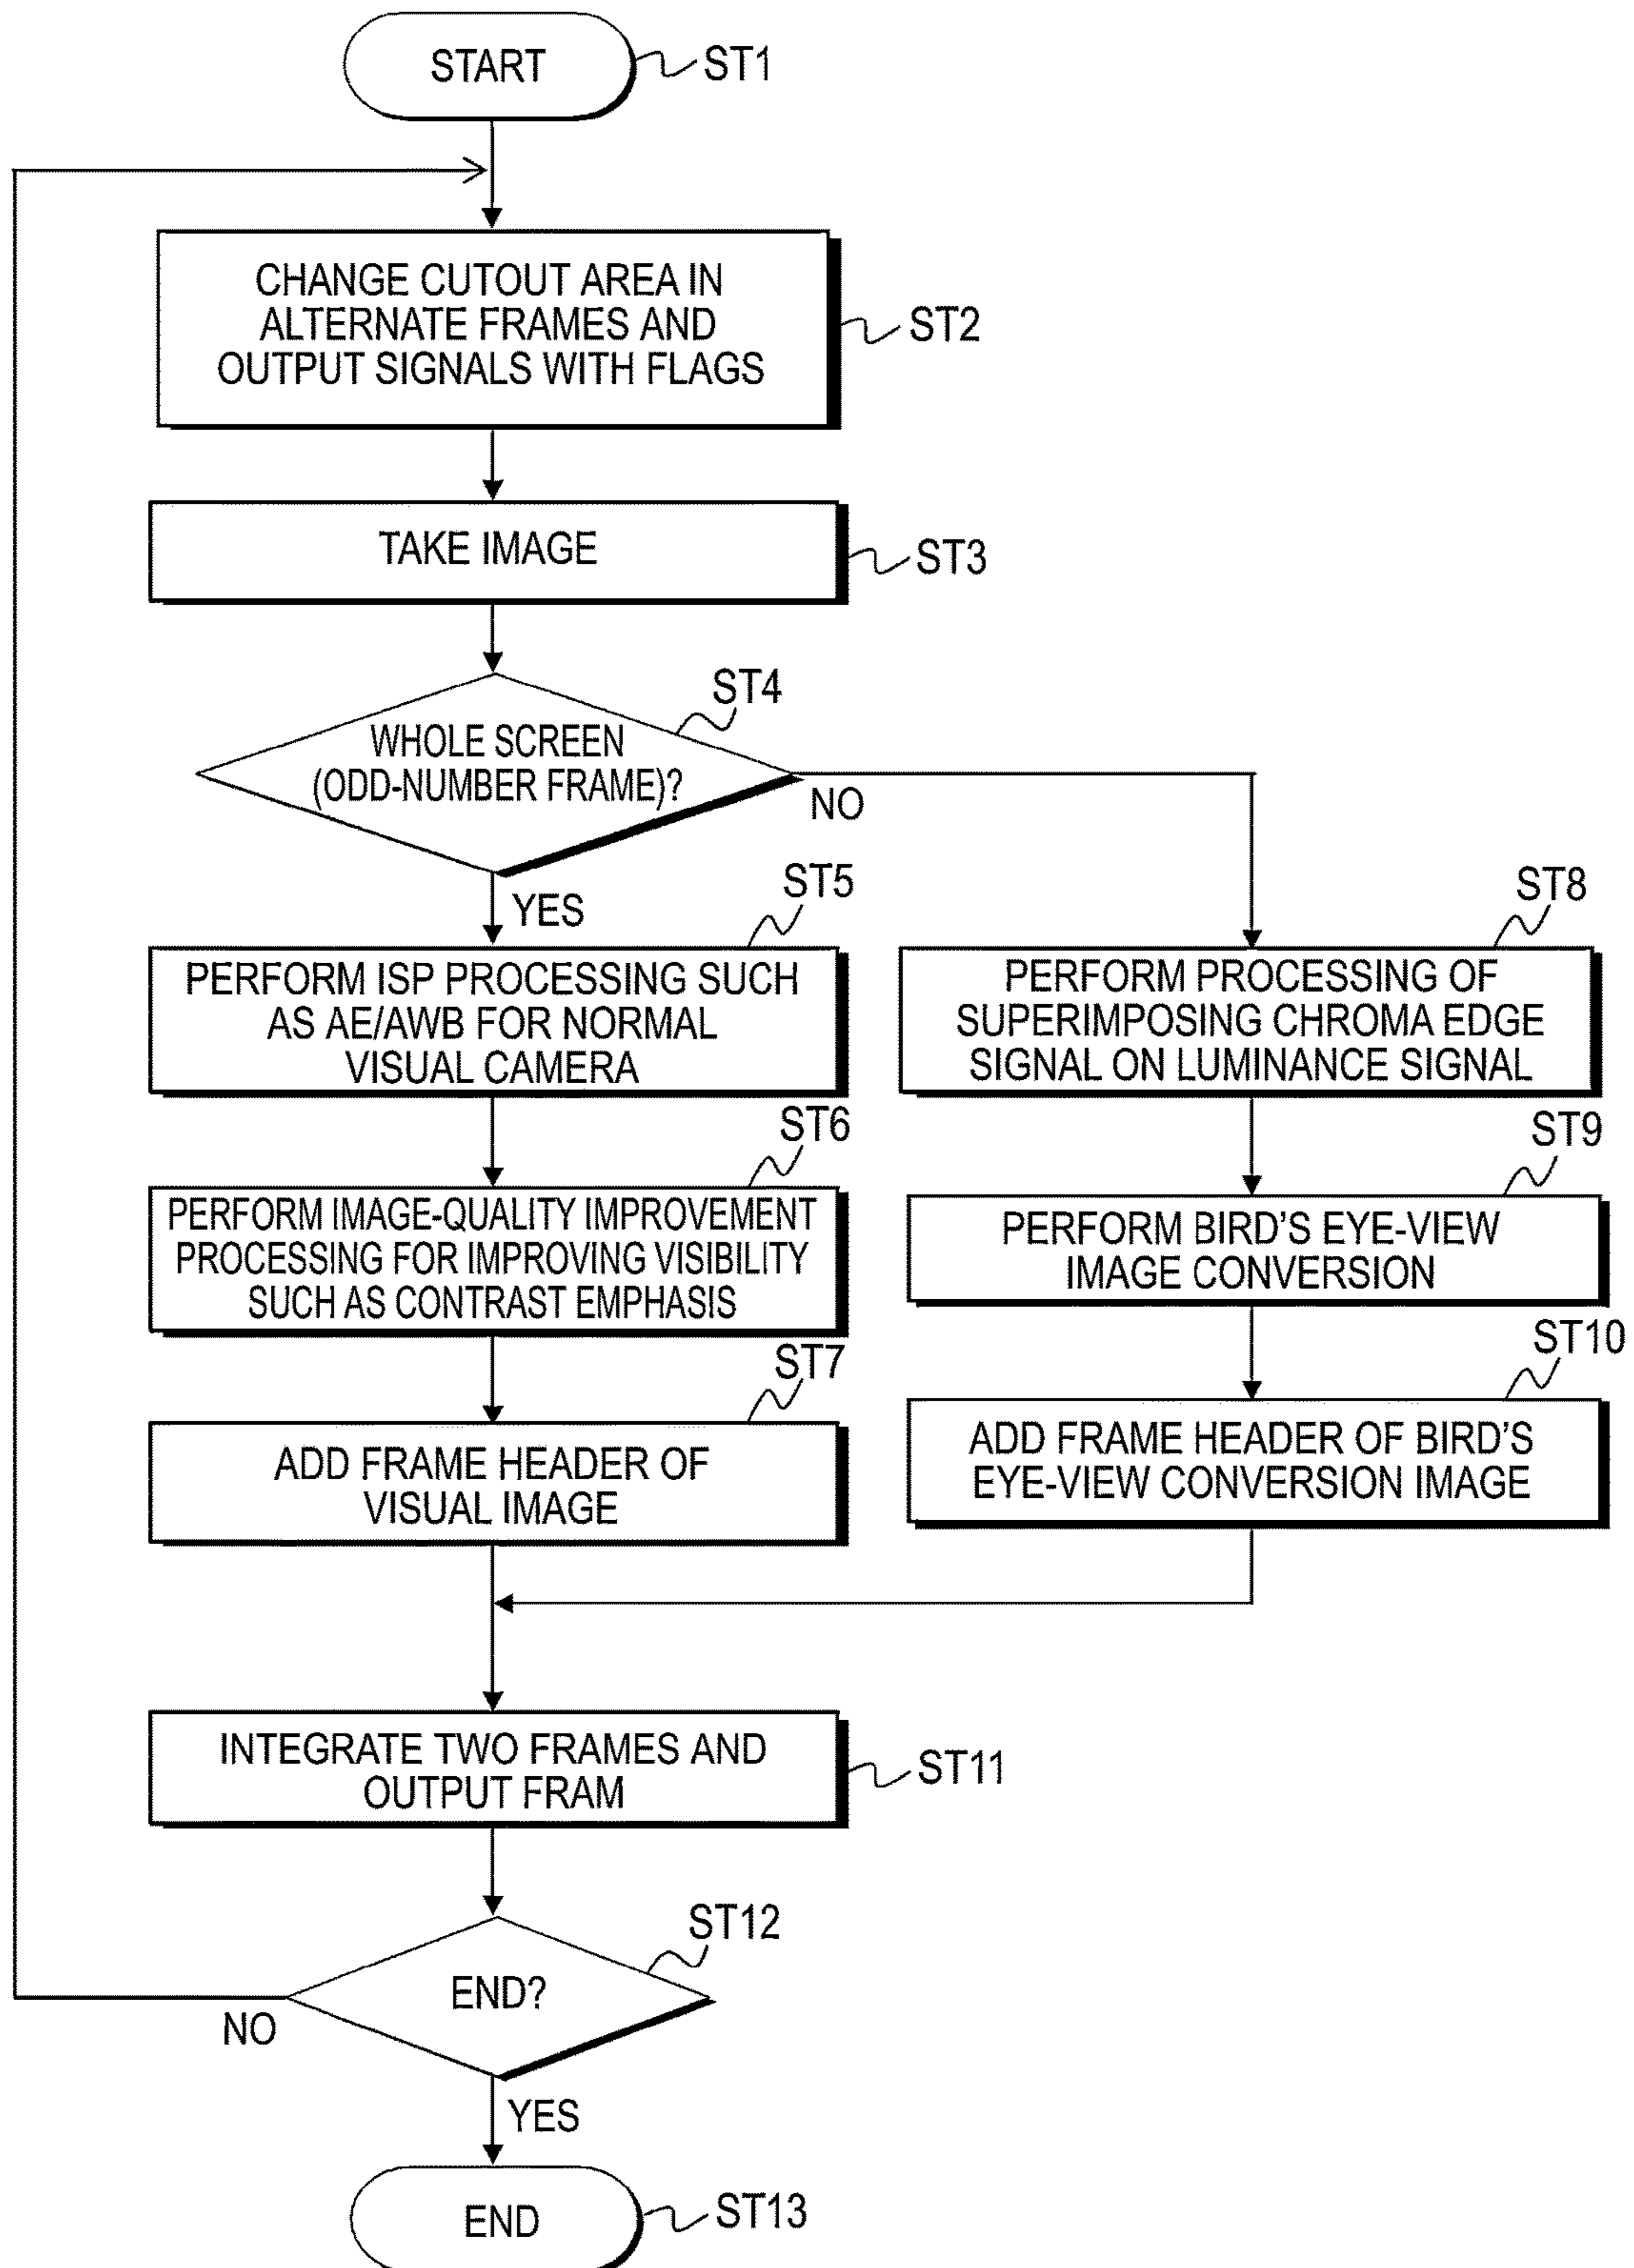 START
ST1
CHANGE CUTOUT AREA IN
ALTERNATE FRAMES AND
OUTPUT SIGNALS WITH FLAGS
ST2
TAKE IMAGE
ST3
ST4
WHOLE SCREEN
(ODD-NUMBER FRAME)?
NO
YES
ST5
PERFORM ISP PROCESSING SUCH
AS AE/AWB FOR NORMAL
VISUAL CAMERA
ST6
PERFORM IMAGE-QUALITY IMPROVEMENT
PROCESSING FOR IMPROVING VISIBILITY
SUCH AS CONTRAST EMPHASIS
ST7
ADD FRAME HEADER OF
VISUAL IMAGE
ST8
PERFORM PROCESSING OF
SUPERIMPOSING CHROMA EDGE
SIGNAL ON LUMINANCE SIGNAL
ST9
PERFORM BIRD'S EYE-VIEW
IMAGE CONVERSION
ST10
ADD FRAME HEADER OF BIRD'S
EYE-VIEW CONVERSION IMAGE
INTEGRATE TWO FRAMES AND
OUTPUT FRAM
ST11
ST12
END?
NO
YES
END
ST13